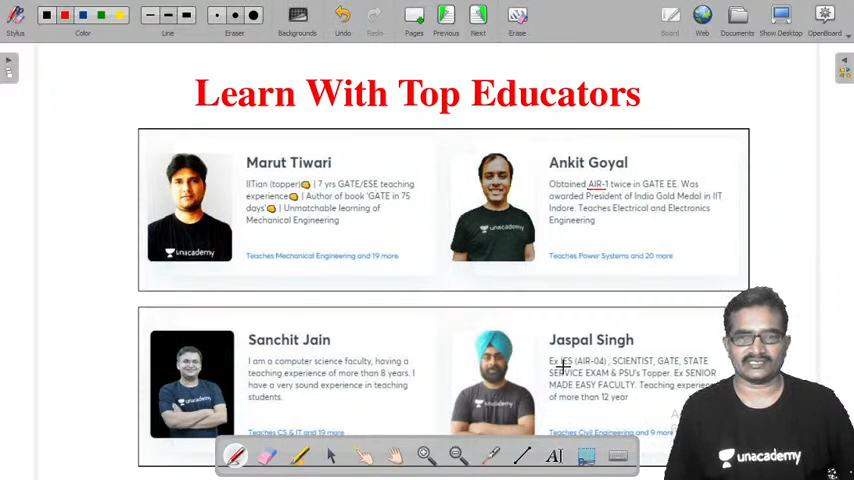 Stylus
Color
Line
Eraser
Backgrounds
Undo
Redo
Pages
Previous
Next
Erase
Board
Web
Documents
Show Desktop
OpenBoard
Learn With Top Educators
Marut Tiwari
IITian (topper) | 7 yrs GATE/ESE teaching
experience | Author of book 'GATE in 75
days' | Unmatchable learning of
Mechanical Engineering
Teaches Mechanical Engineering and 19 more
unacademy
Ankit Goyal
Obtained AIR-1 twice in GATE EE. Was
awarded President of India Gold Medal in IIT
Indore. Teaches Electrical and Electronics
Engineering
Teaches Power Systems and 20 more
unacademy
Sanchit Jain
I am a computer science faculty, having a
teaching experience of more than 8 years. I
have a very sound experience in teaching
students.
Teaches CS & IT and 19 more
Jaspal Singh
Ex IES (AIR-04) , SCIENTIST, GATE, STATE
SERVICE EXAM & PSU's Topper. Ex SENIOR
MADE EASY FACULTY. Teaching experience
of more than 12 year
Teaches Civil Engineering and 9 more
unacademy
unacademy